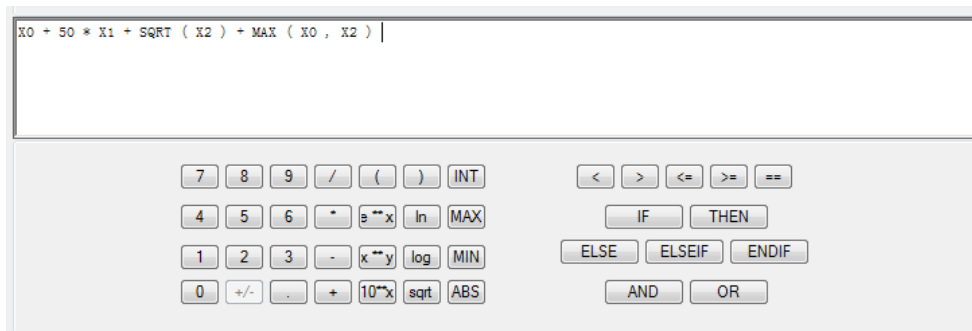 X0 + 50 * X1 + SQRT ( X2 ) + MAX ( X0 , X2 )
7 8 9 / ( ) INT < > <= >= ==
4 5 6 * e **x ln MAX IF THEN
1 2 3 - x **y log MIN ELSE ELSEIF ENDIF
0 +/- . + 10**x sqrt ABS AND OR